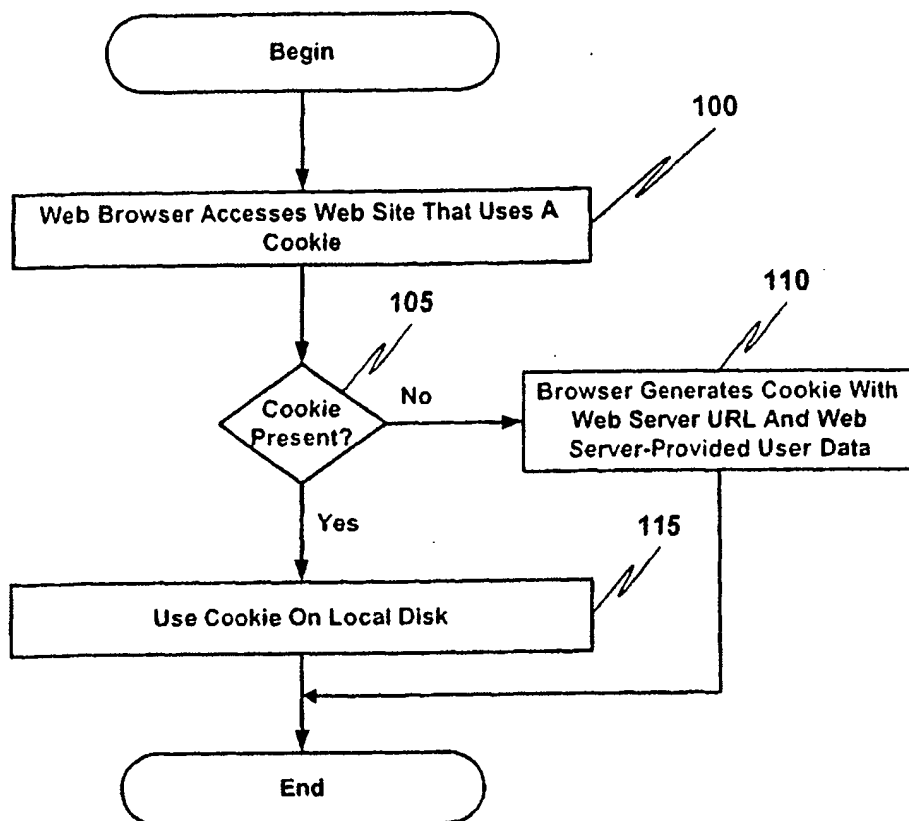 Begin
100
Web Browser Accesses Web Site That Uses A
Cookie
105
110
Cookie
Present?
No
Browser Generates Cookie With
Web Server URL And Web
Server-Provided User Data
Yes
115
Use Cookie On Local Disk
End